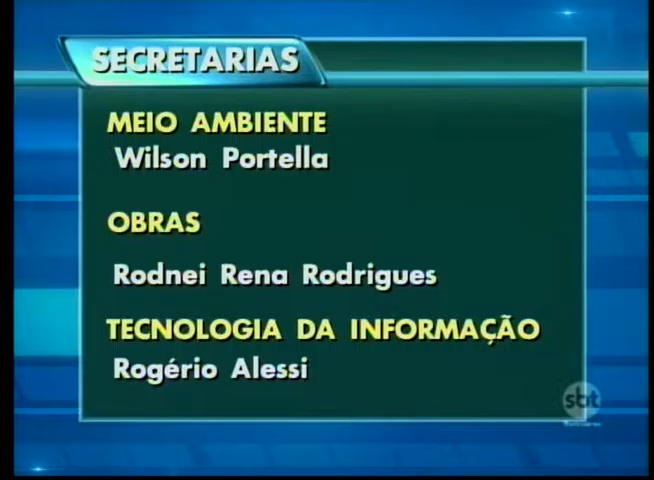 SECRETARIAS
MEIO AMBIENTE
Wilson Portella
OBRAS
Rodnei Rena Rodrigues
TECNOLOGIA DA INFORMAÇÃO
Rogério Alessi
sbt